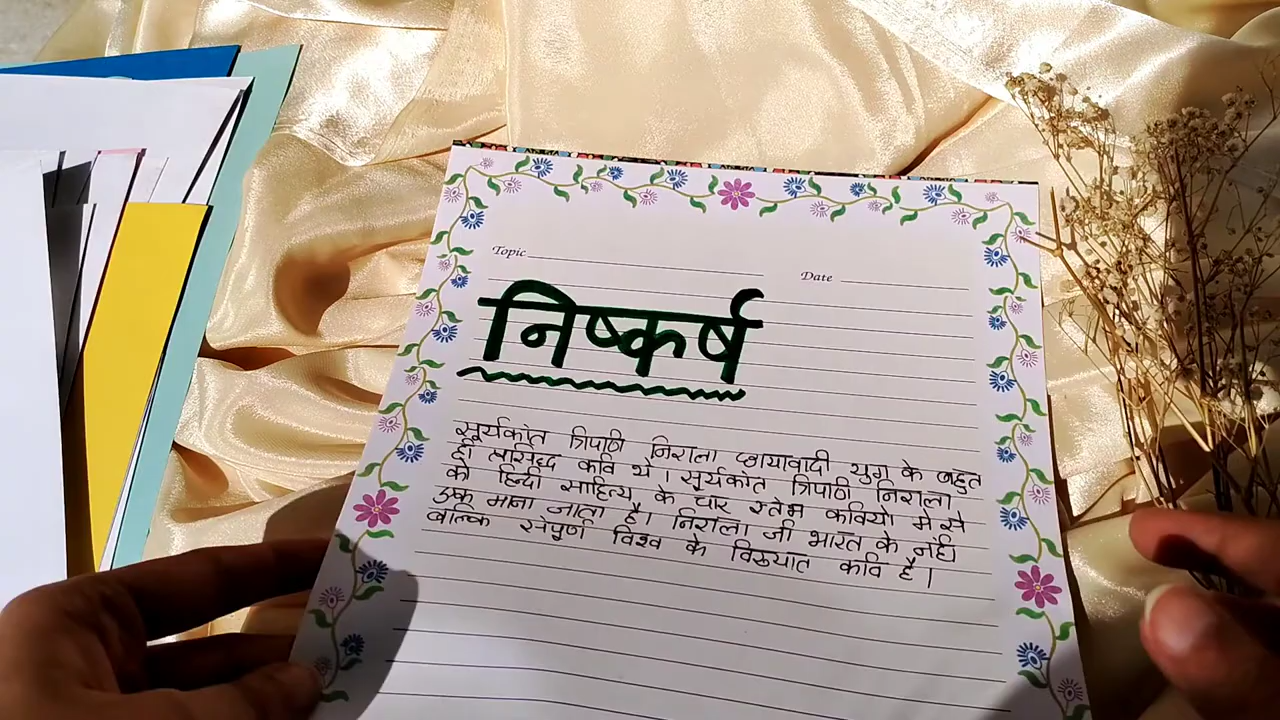 Topic
Date
निष्कर्ष
सूर्यकांत त्रिपाठी निराला छायावादी युग के बहुत
ही प्रसिद्ध कवि थे। सूर्यकांत त्रिपाठी निराला
को हिन्दी साहित्य के चार स्तंभ कवियों में से
एक माना जाता है। निराला जी भारत के नहीं
बल्कि संपूर्ण विश्व के विख्यात कवि है।